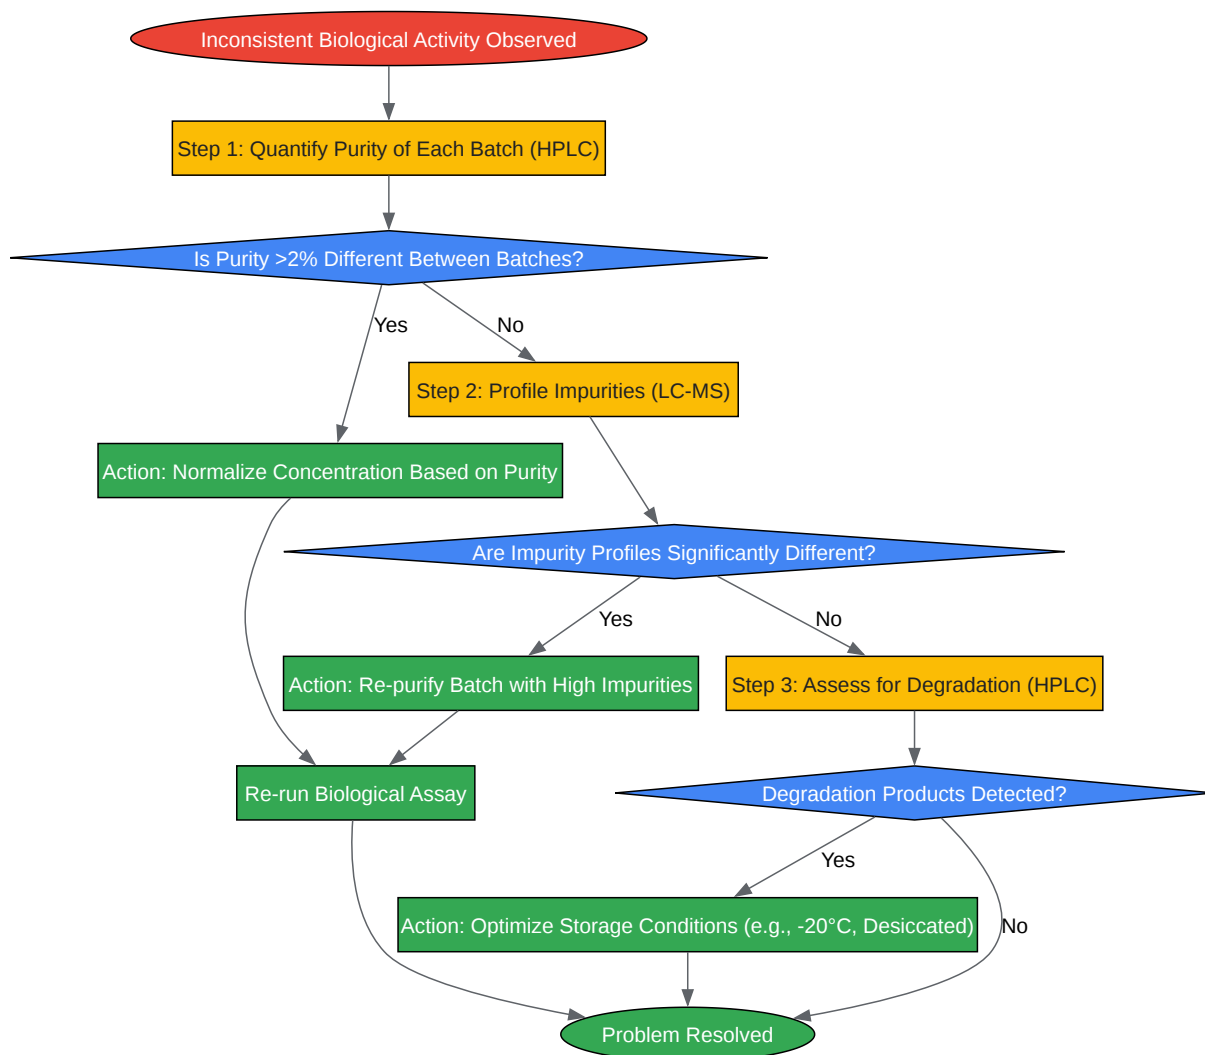 Inconsistent Biological Activity Observed
Step 1: Quantify Purity of Each Batch (HPLC)
Is Purity >2% Different Between Batches?
Yes
No
Step 2: Profile Impurities (LC-MS)
Action: Normalize Concentration Based on Purity
Are Impurity Profiles Significantly Different?
Yes
No
Action: Re-purify Batch with High Impurities
Step 3: Assess for Degradation (HPLC)
Re-run Biological Assay
Degradation Products Detected?
Yes
Action: Optimize Storage Conditions (e.g., -20°C, Desiccated)
No
Problem Resolved